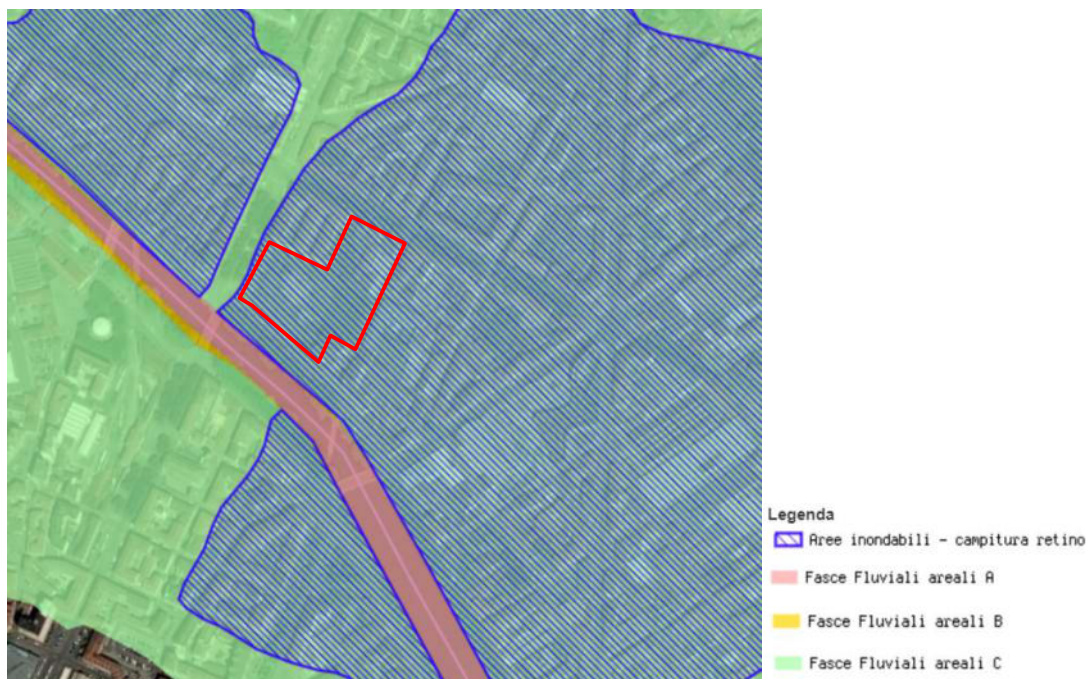 Legenda
Aree inondabili - campitura retino
Fasce Fluviali areali A
Fasce Fluviali areali B
Fasce Fluviali areali C